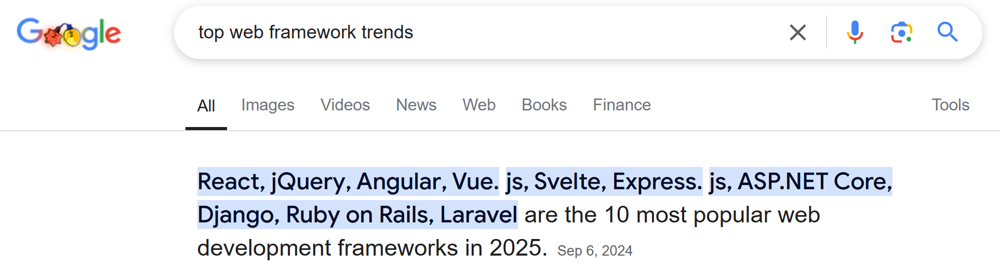 Google
top web framework trends
All Images Videos News Web Books Finance Tools
React, jQuery, Angular, Vue. js, Svelte, Express. js, ASP.NET Core,
Django, Ruby on Rails, Laravel are the 10 most popular web
development frameworks in 2025. Sep 6, 2024